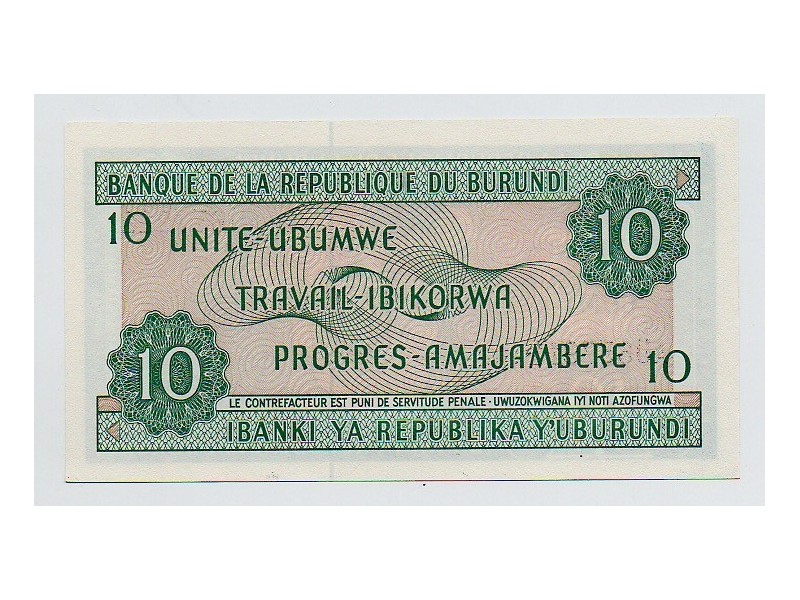 BANQUE DE LA REPUBLIQUE DU BURUNDI
10
10
UNITE-UBUMWE
TRAVAIL-IBIKORWA
PROGRES-AMAJAMBERE
10
10
LE CONTREFACTEUR EST PUNI DE SERVITUDE PENALE - UWUZOKWIGANA IYI NOTI AZOFUNGWA
IBANKI YA REPUBLIKA Y'UBURUNDI